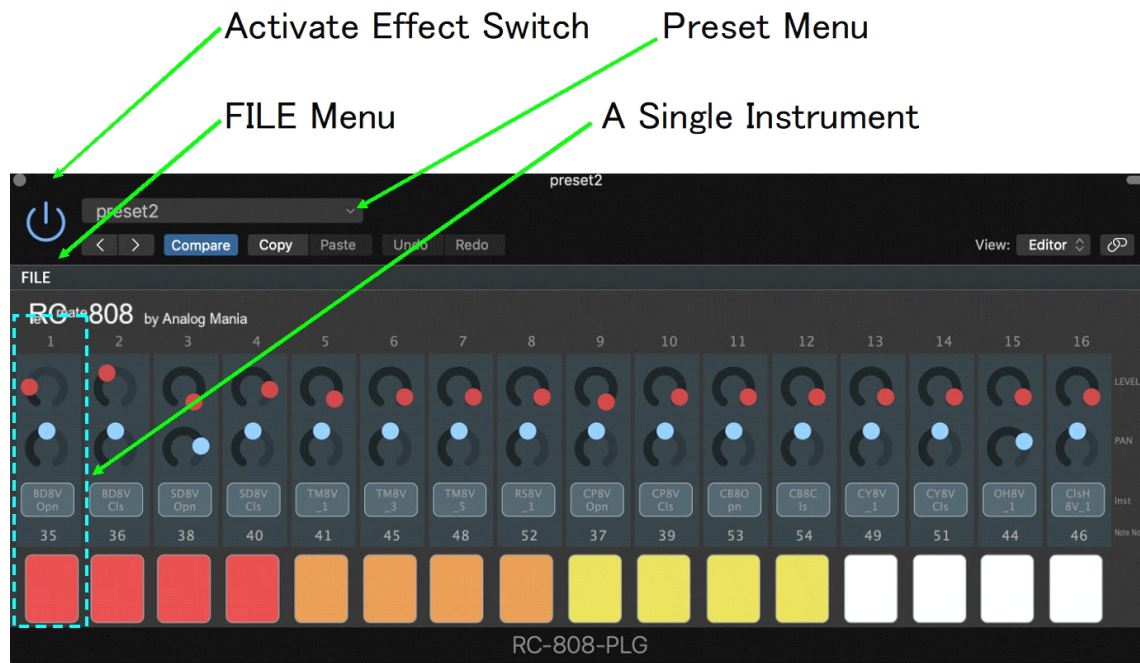 Activate Effect Switch
Preset Menu
FILE Menu
A Single Instrument
preset2
preset2
Compare
Copy
Paste
Undo
Redo
View:
Editor
FILE
Recreate 808 by Analog Mania
1 2 3 4 5 6 7 8 9 10 11 12 13 14 15 16
LEVEL
PAN
BD8V Opn
BD8V Cls
SD8V Opn
SD8V Cls
TM8V _1
TM8V _3
TM8V _5
RS8V _1
CP8V Opn
CP8V Cls
CB8O pn
CB8C ls
CY8V _1
CY8V Cls
OH8V _1
ClsH 8V_1
Inst
35 36 38 40 41 45 48 52 37 39 53 54 49 51 44 46
Note No
RC-808-PLG